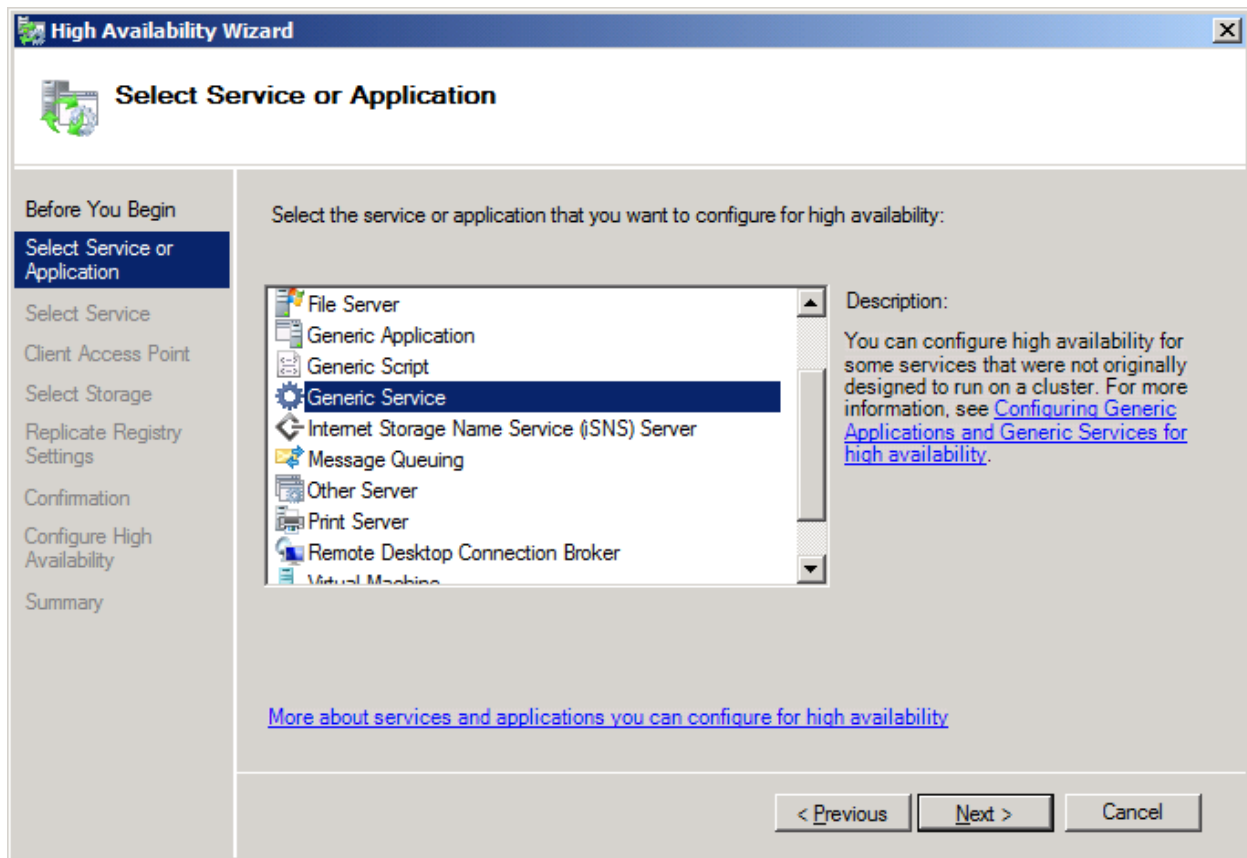 High Availability Wizard
Select Service or Application
Before You Begin
Select Service or
Application
Select Service
Client Access Point
Select Storage
Replicate Registry
Settings
Confirmation
Configure High
Availability
Summary
Select the service or application that you want to configure for high availability:
File Server
Generic Application
Generic Script
Generic Service
Internet Storage Name Service (iSNS) Server
Message Queuing
Other Server
Print Server
Remote Desktop Connection Broker
Virtual Machine
Description:
You can configure high availability for
some services that were not originally
designed to run on a cluster. For more
information, see Configuring Generic
Applications and Generic Services for
high availability.
More about services and applications you can configure for high availability
< Previous
Next >
Cancel